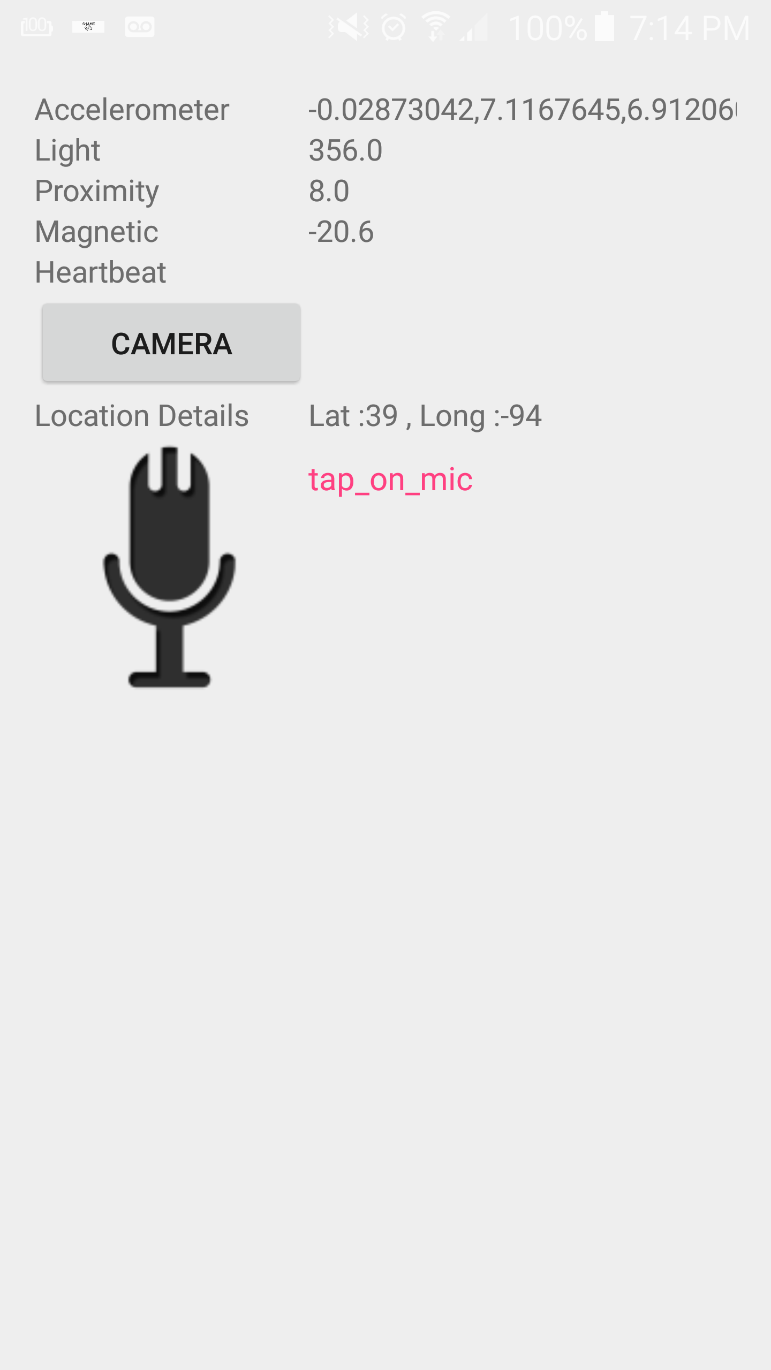 100 100% 7:14 PM
Accelerometer -0.02873042,7.1167645,6.91206
Light 356.0
Proximity 8.0
Magnetic -20.6
Heartbeat
CAMERA
Location Details Lat :39 , Long :-94
tap_on_mic